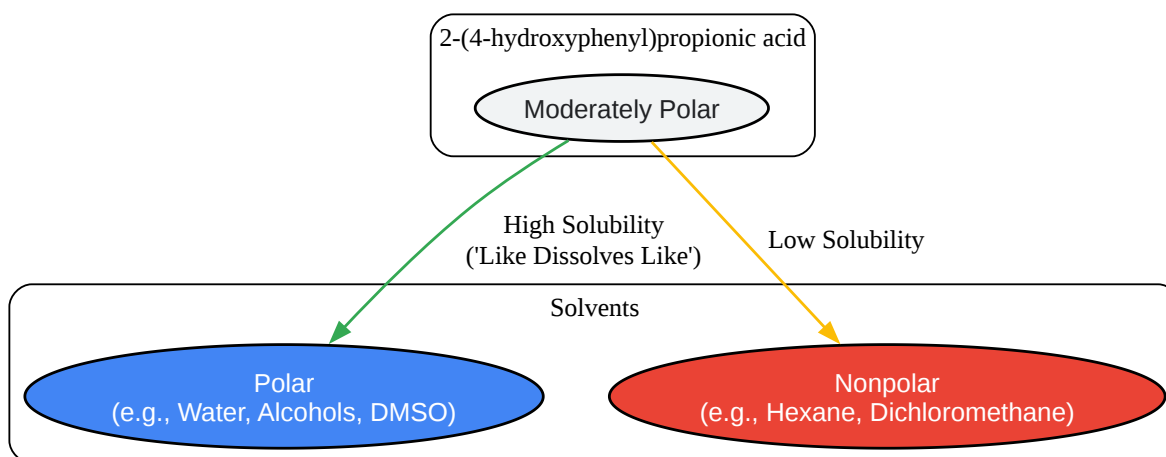 2-(4-hydroxyphenyl)propionic acid
Moderately Polar
High Solubility
('Like Dissolves Like')
Low Solubility
Solvents
Polar
(e.g., Water, Alcohols, DMSO)
Nonpolar
(e.g., Hexane, Dichloromethane)